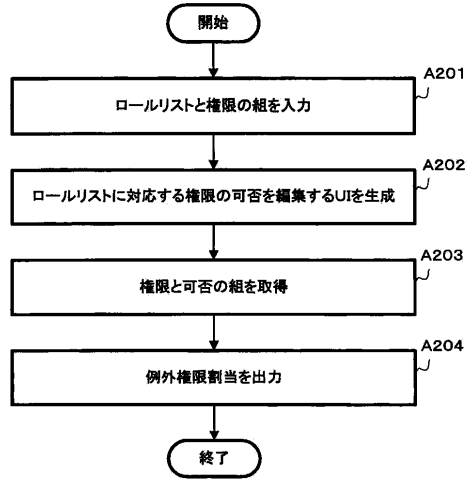 開始
A201
ロールリストと権限の組を入力
A202
ロールリストに対応する権限の可否を編集するUIを生成
A203
権限と可否の組を取得
A204
例外権限割当を出力
終了